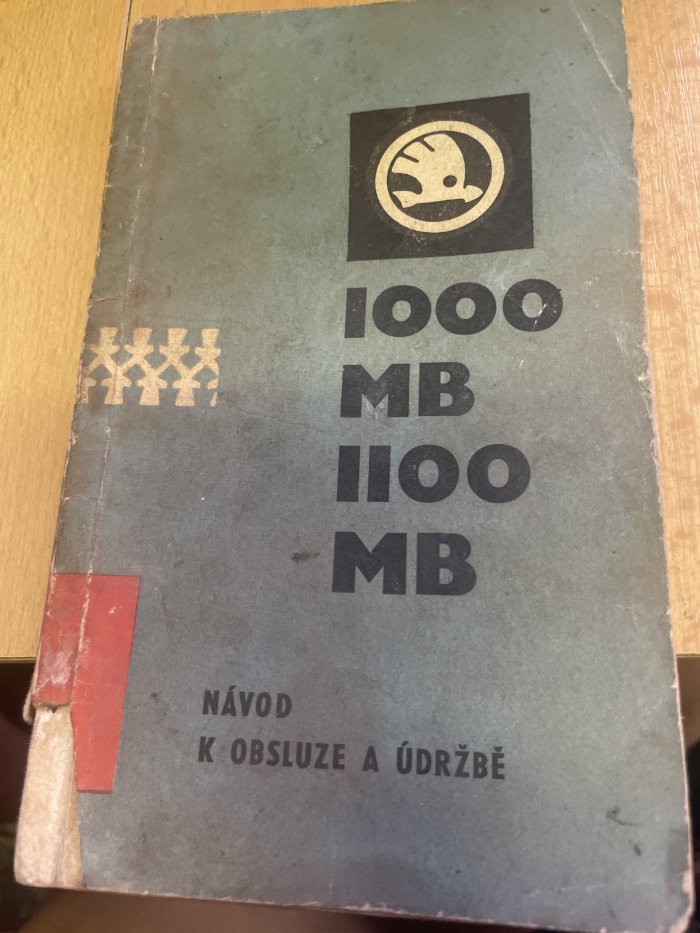 1000
MB
1100
MB
NÁVOD
K OBSLUZE A ÚDRŽBĚ